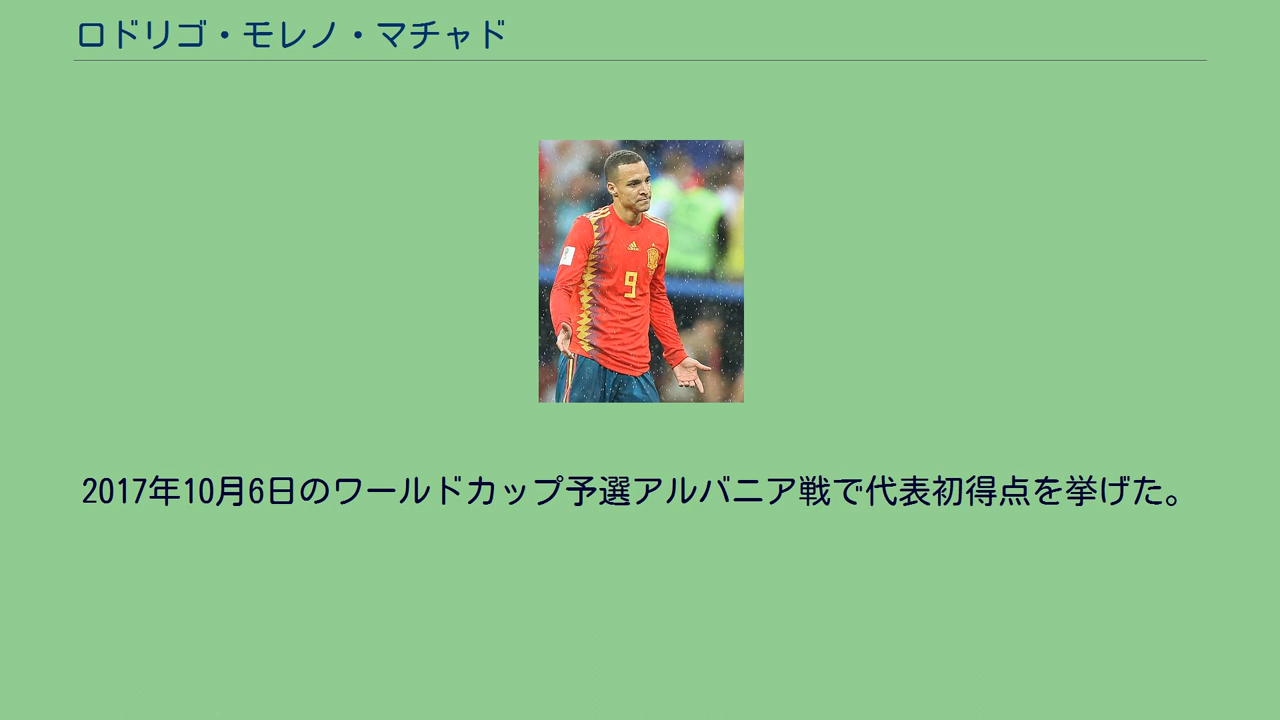 ロドリゴ・モレノ・マチャド
adidas
9
2017年10月6日のワールドカップ予選アルバニア戦で代表初得点を挙げた。